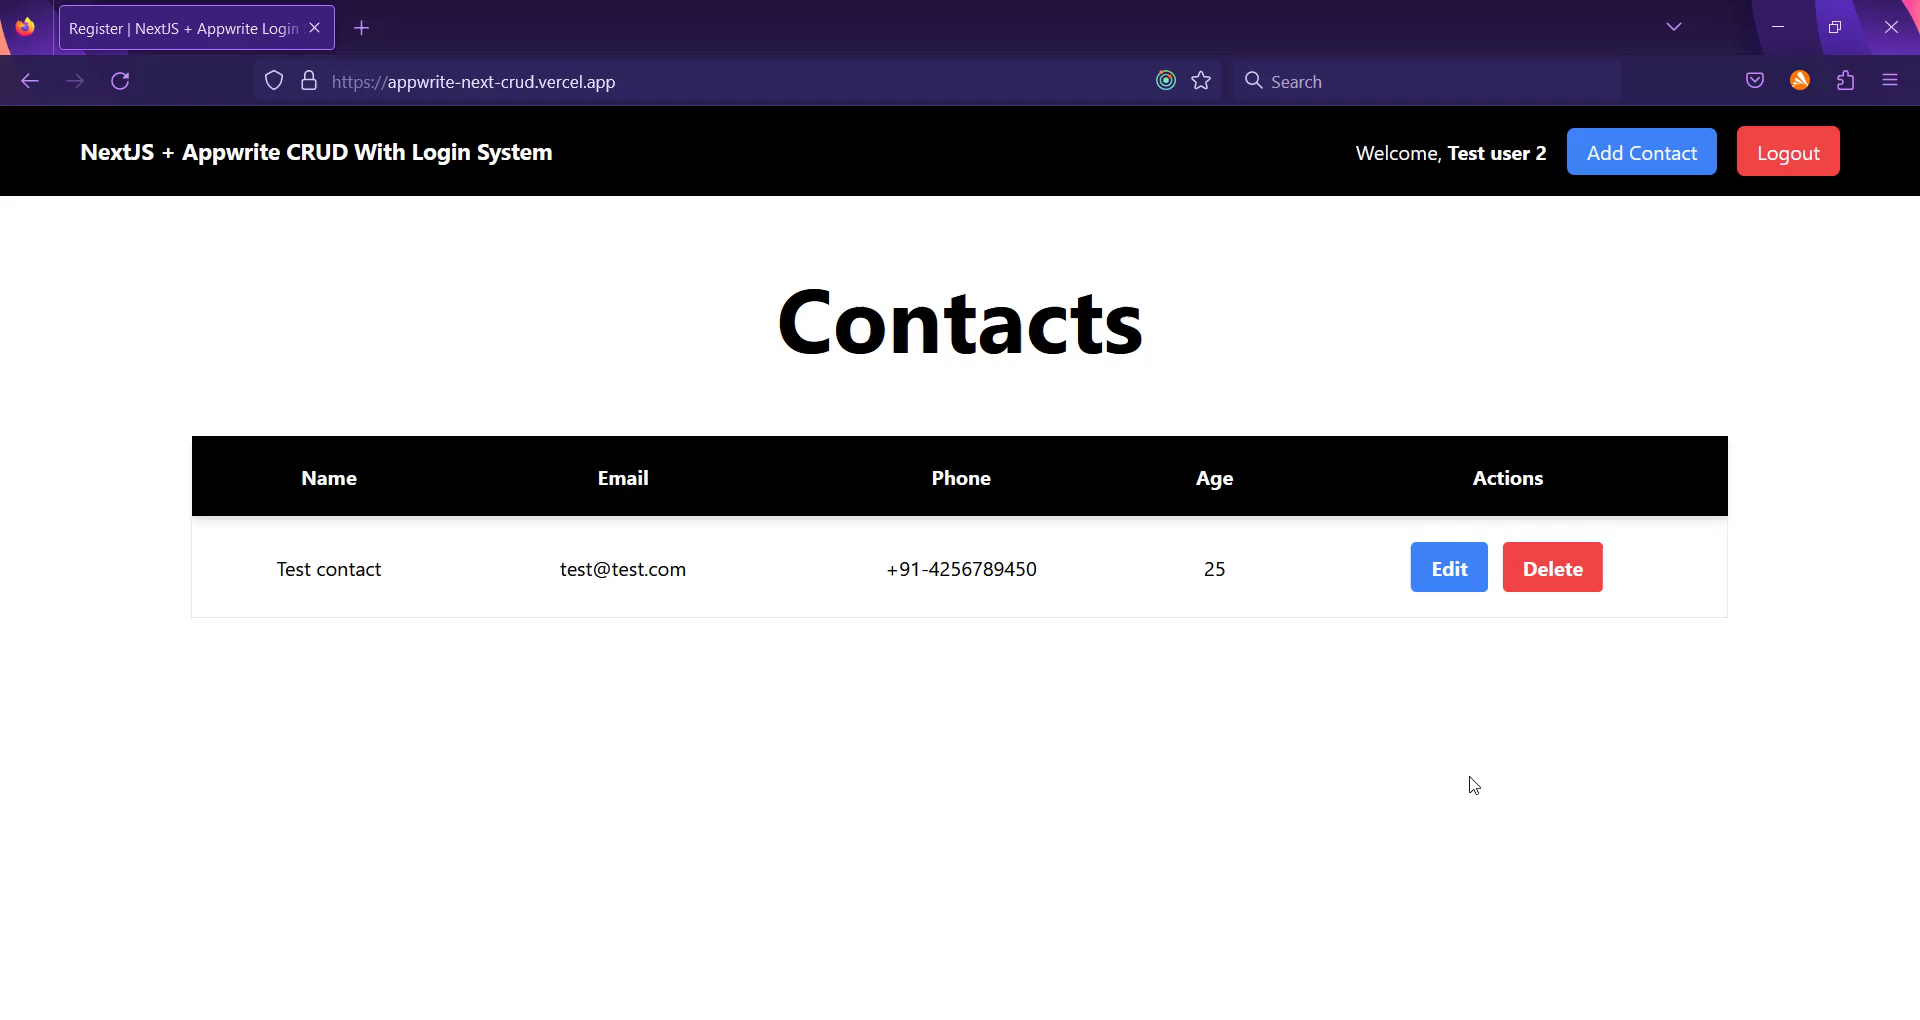 Register | NextJS + Appwrite Login
https://appwrite-next-crud.vercel.app
Search
NextJS + Appwrite CRUD With Login System
Welcome, Test user 2
Add Contact
Logout
Contacts
Name Email Phone Age Actions
Test contact test@test.com +91-4256789450 25 Edit Delete